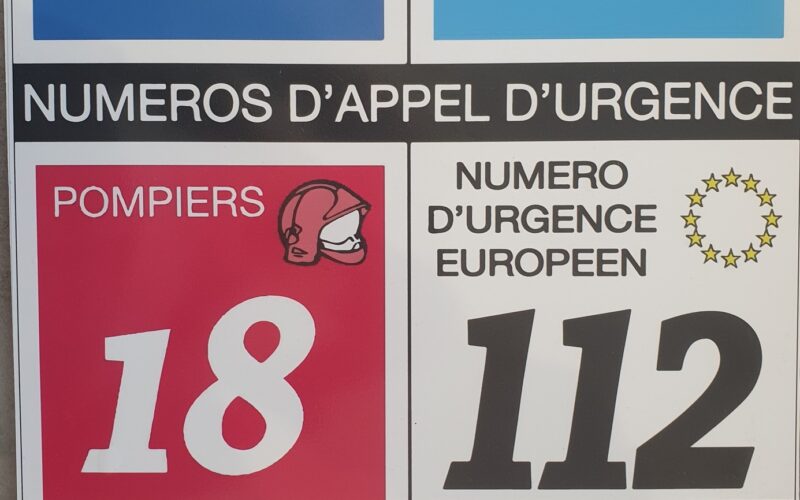 NUMEROS D'APPEL D'URGENCE
POMPIERS
18
NUMERO
D'URGENCE
EUROPEEN
112